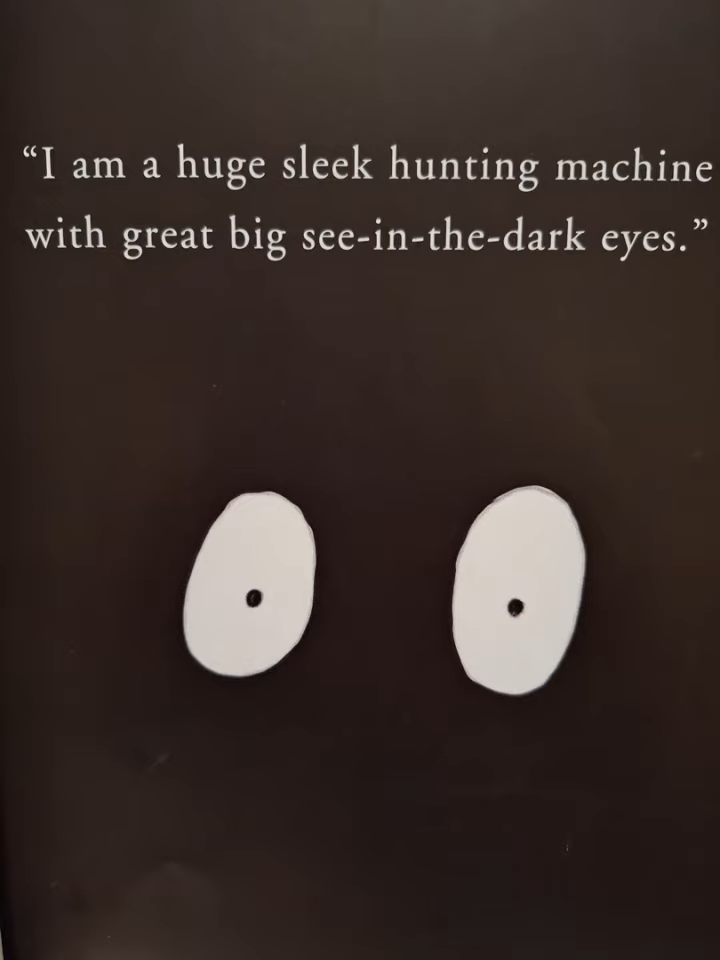 “I am a huge sleek hunting machine
with great big see-in-the-dark eyes.”